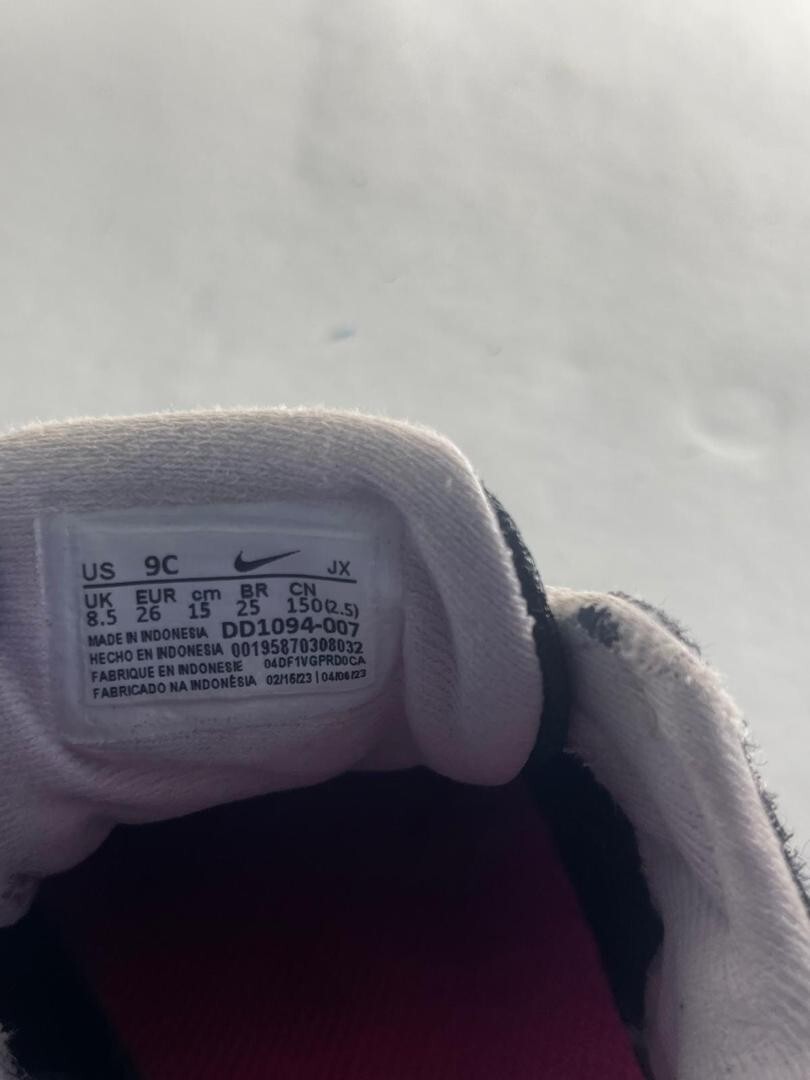 US 9C JX
UK EUR cm BR CN
8.5 26 15 25 150(2.5)
MADE IN INDONESIA DD1094-007
HECHO EN INDONESIA 00195870308032
FABRIQUE EN INDONESIE 04DF1VGPRD0CA
FABRICADO NA INDONÊSIA 02/15/23 | 04/06/23